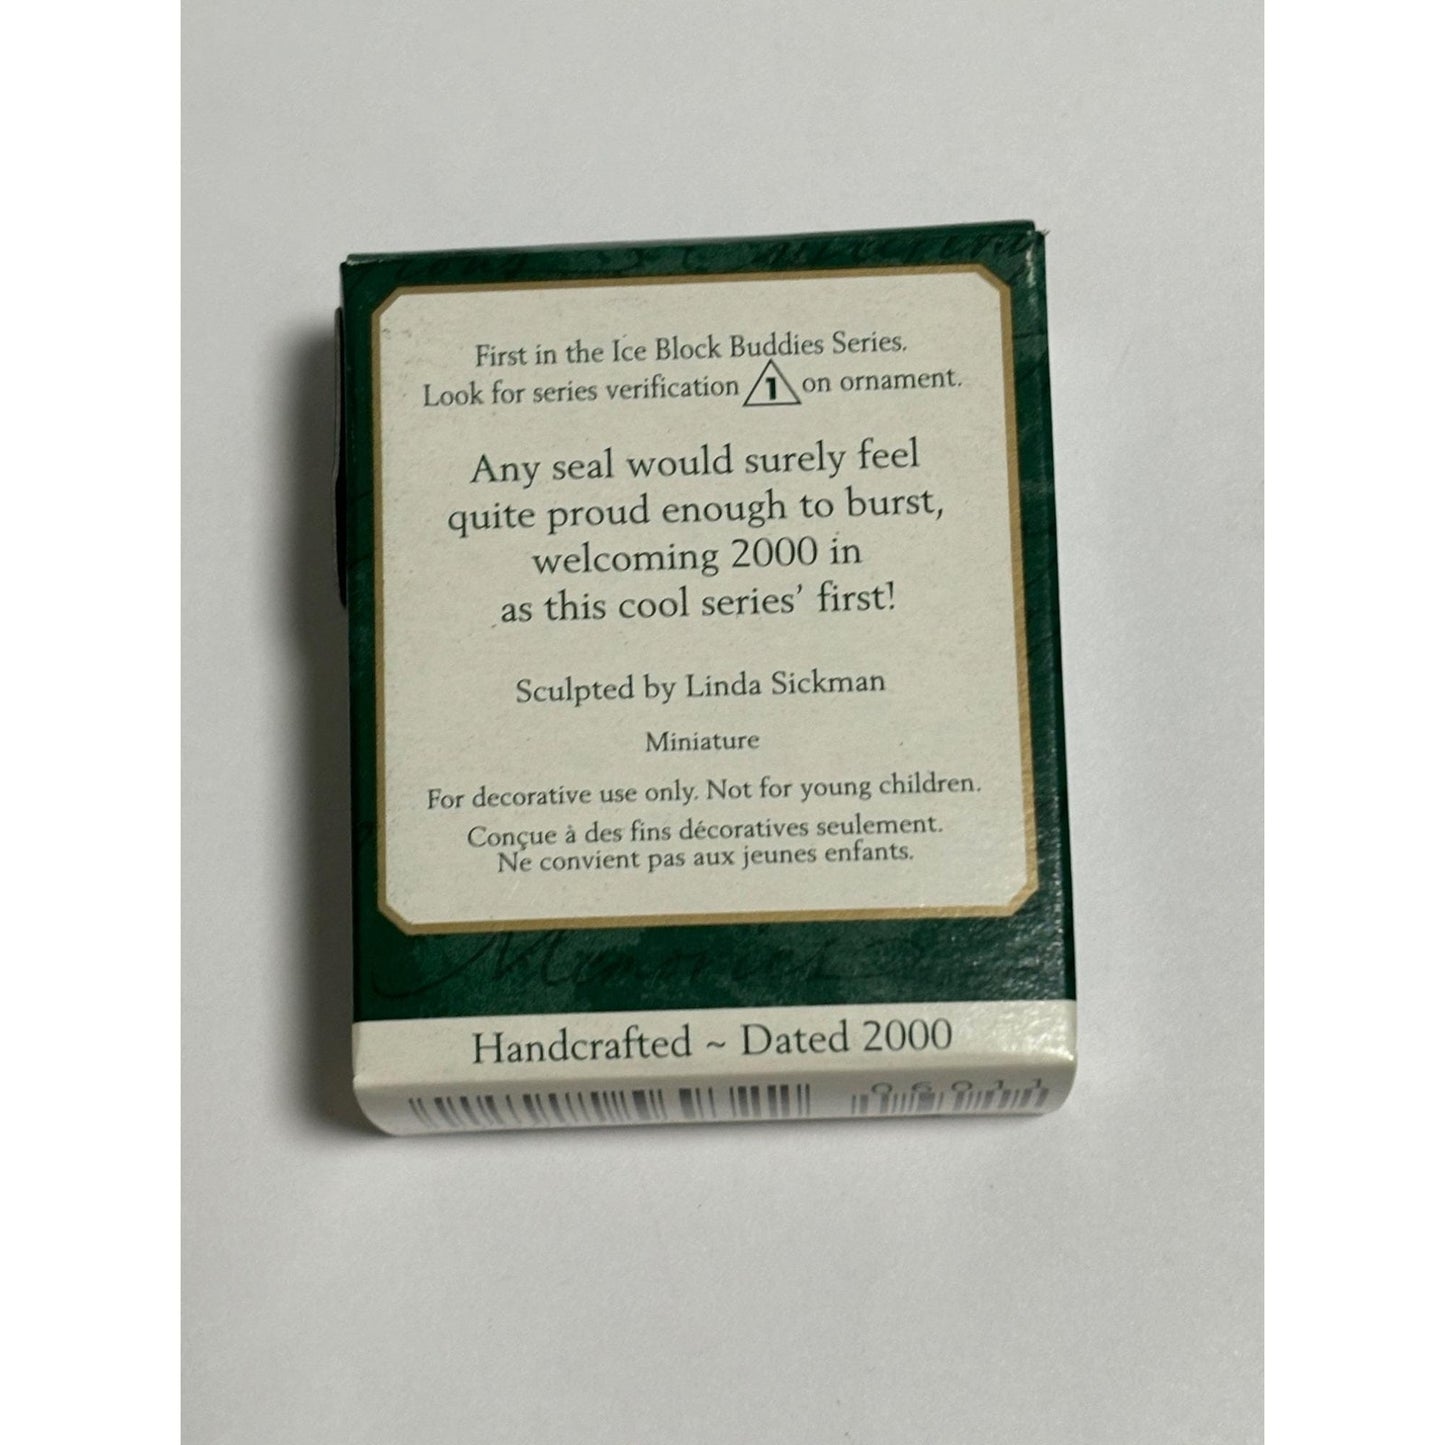 First in the Ice Block Buddies Series.
Look for series verification 1 on ornament.
Any seal would surely feel
quite proud enough to burst,
welcoming 2000 in
as this cool series' first!
Sculpted by Linda Sickman
Miniature
For decorative use only. Not for young children.
Conçue à des fins décoratives seulement.
Ne convient pas aux jeunes enfants.
Memories
Handcrafted ~ Dated 2000
06011